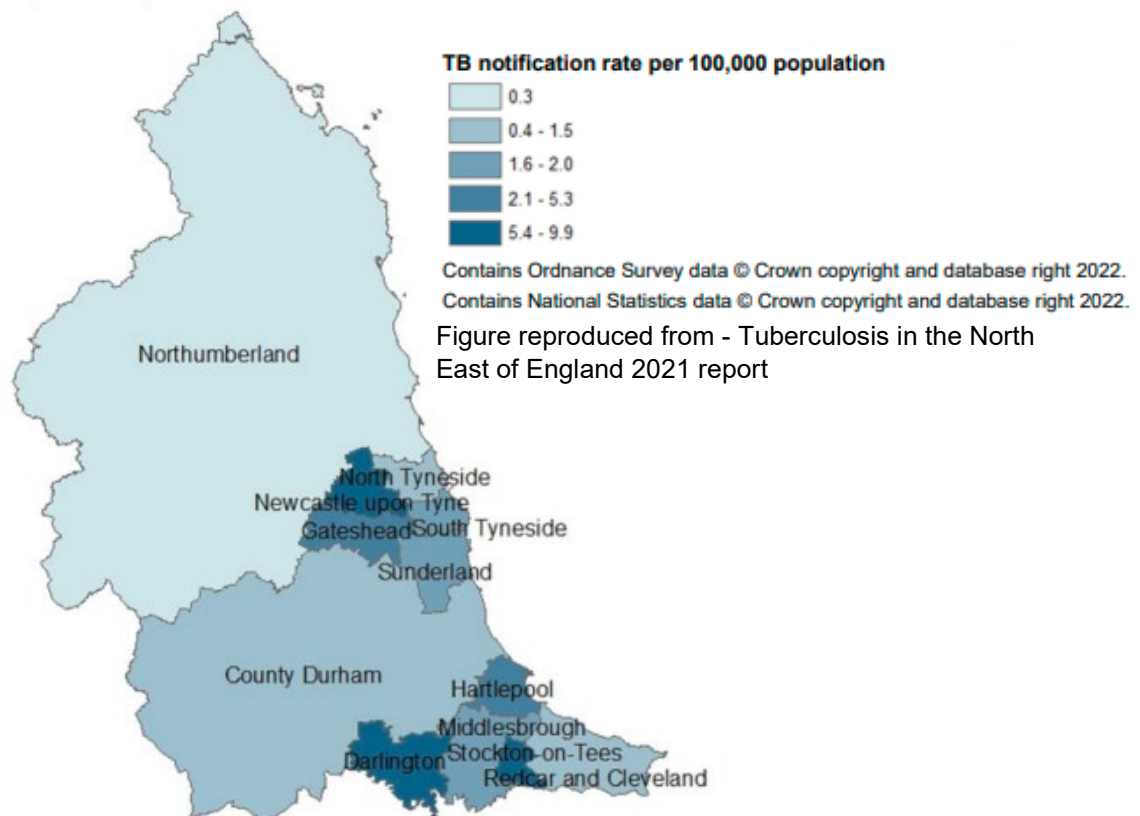 TB notification rate per 100,000 population
0.3
0.4 - 1.5
1.6 - 2.0
2.1 - 5.3
5.4 - 9.9
Contains Ordnance Survey data © Crown copyright and database right 2022.
Contains National Statistics data © Crown copyright and database right 2022.
Figure reproduced from - Tuberculosis in the North
East of England 2021 report
Northumberland
North Tyneside
Newcastle upon Tyne
Gateshead
South Tyneside
Sunderland
County Durham
Hartlepool
Middlesbrough
Stockton-on-Tees
Darlington
Redcar and Cleveland